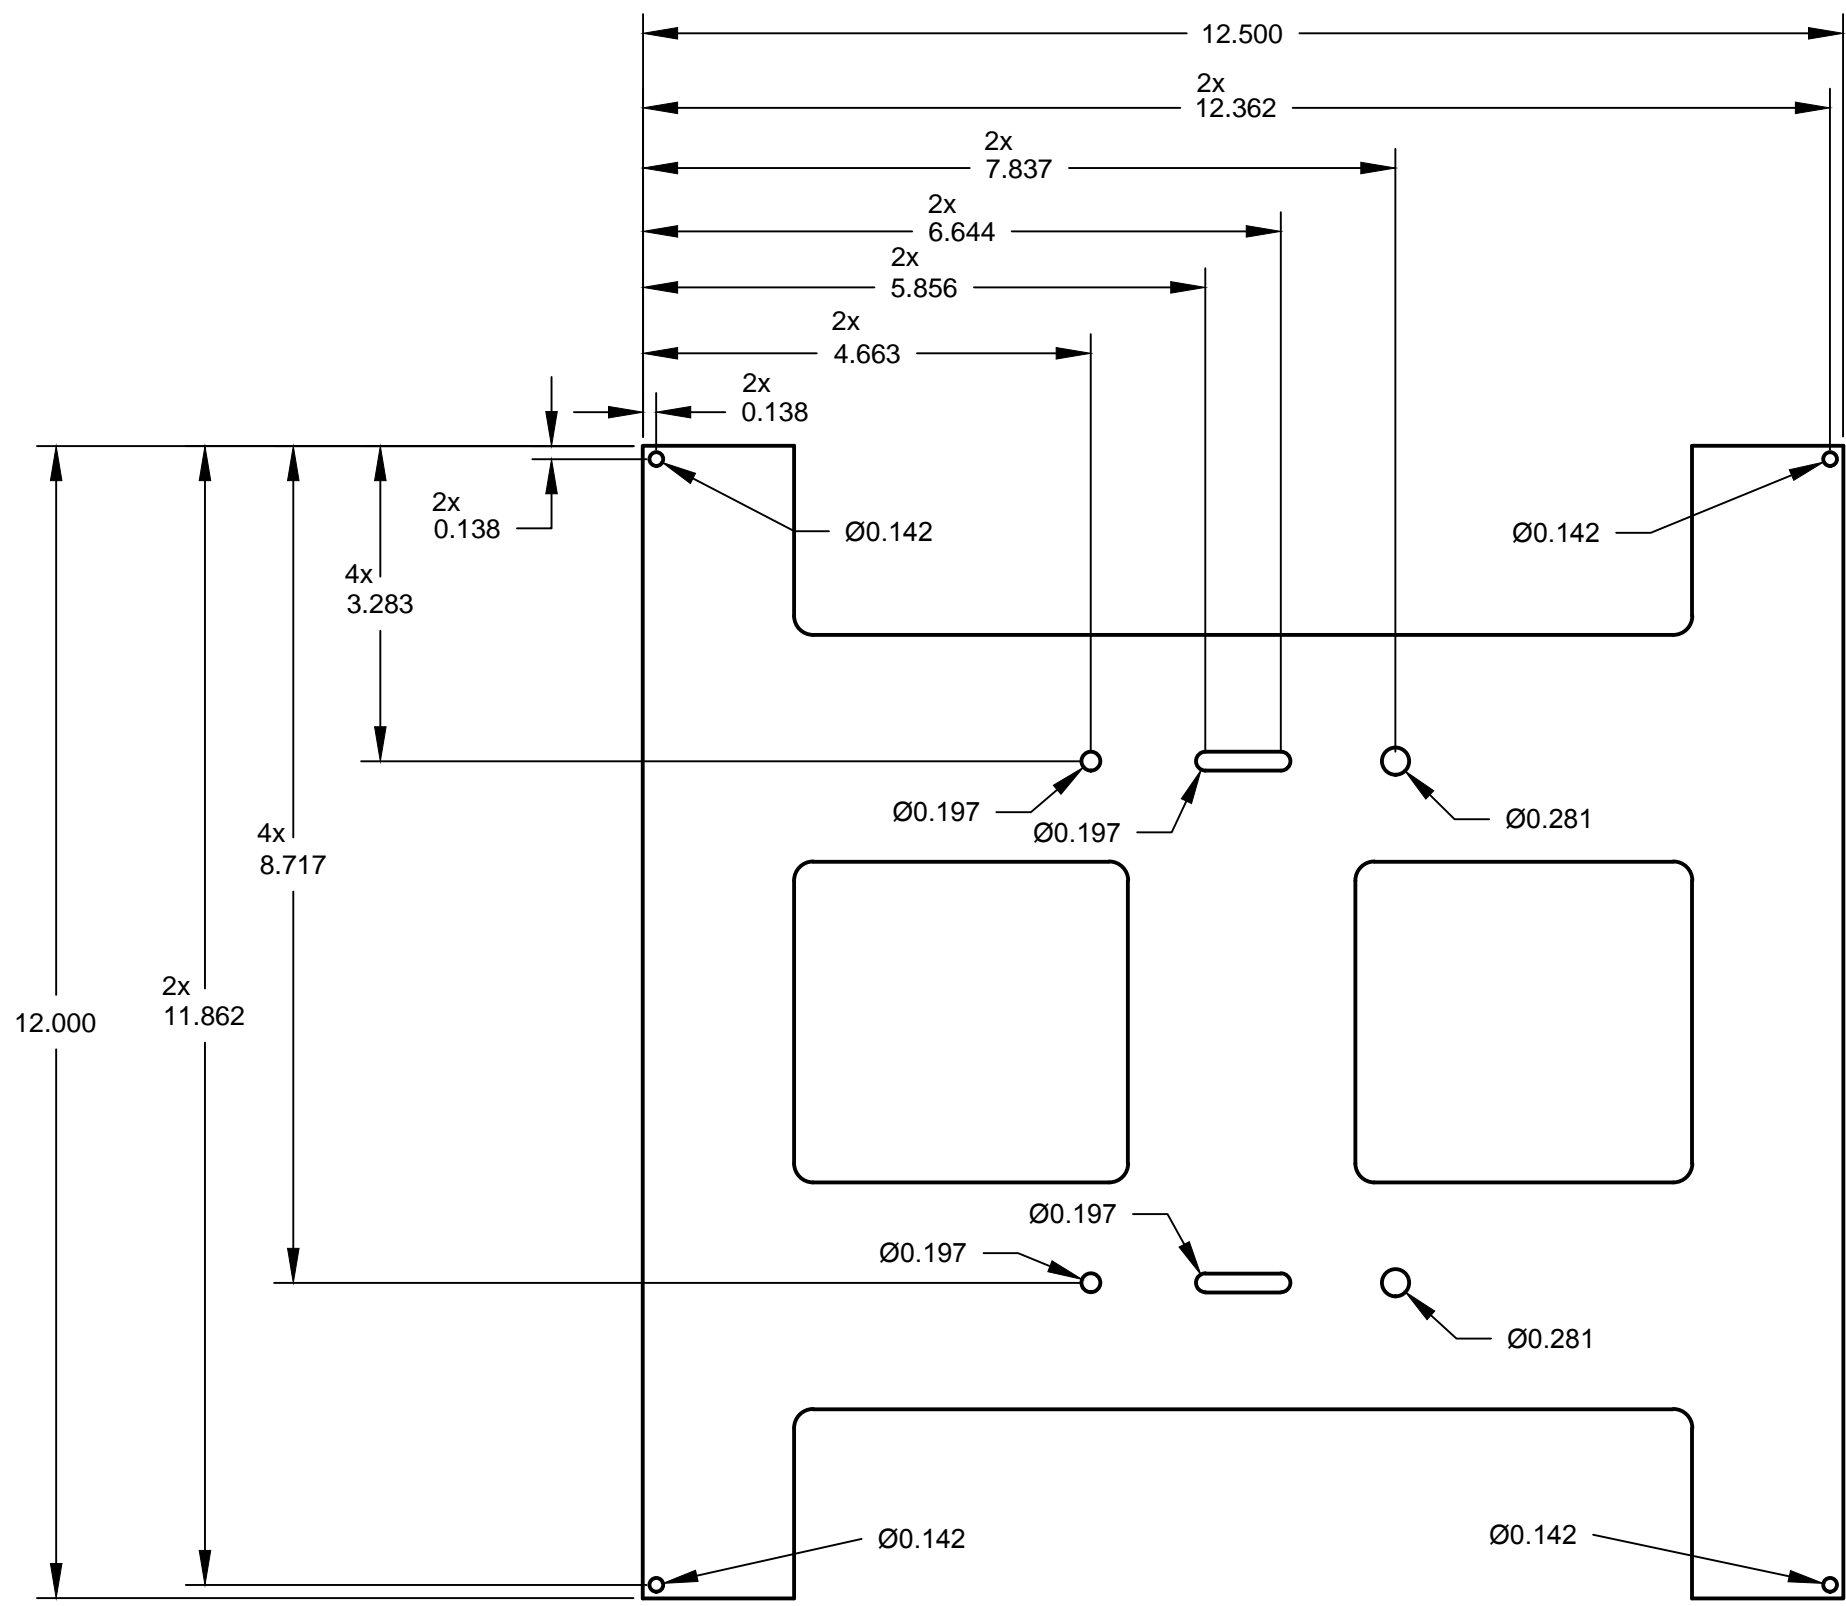 12.500
2x
12.362
2x
7.837
2x
6.644
2x
5.856
2x
4.663
2x
0.138
2x
0.138
Ø0.142
Ø0.142
4x
3.283
Ø0.197
Ø0.197
Ø0.281
4x
8.717
2x
11.862
12.000
Ø0.197
Ø0.197
Ø0.281
Ø0.142
Ø0.142